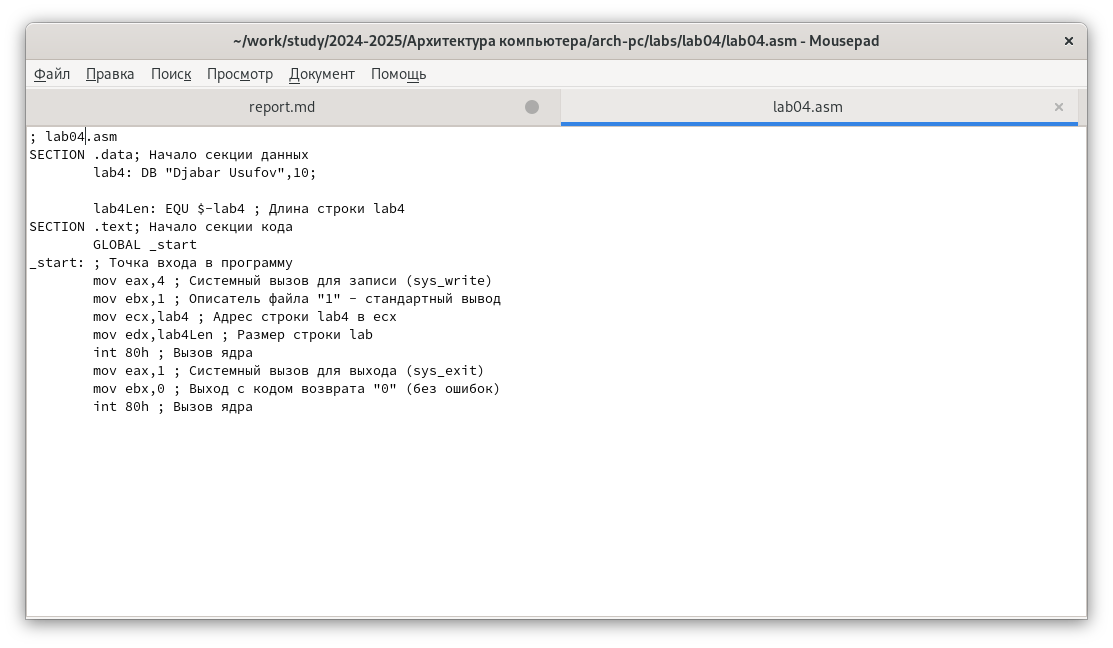 ~/work/study/2024-2025/Архитектура компьютера/arch-pc/labs/lab04/lab04.asm - Mousepad
Файл Правка Поиск Просмотр Документ Помощь
report.md lab04.asm
; lab04.asm
SECTION .data; Начало секции данных
lab4: DB "Djabar Usufov",10;
lab4Len: EQU $-lab4 ; Длина строки lab4
SECTION .text; Начало секции кода
GLOBAL _start
_start: ; Точка входа в программу
mov eax,4 ; Системный вызов для записи (sys_write)
mov ebx,1 ; Описатель файла "1" - стандартный вывод
mov ecx,lab4 ; Адрес строки lab4 в ecx
mov edx,lab4Len ; Размер строки lab
int 80h ; Вызов ядра
mov eax,1 ; Системный вызов для выхода (sys_exit)
mov ebx,0 ; Выход с кодом возврата "0" (без ошибок)
int 80h ; Вызов ядра